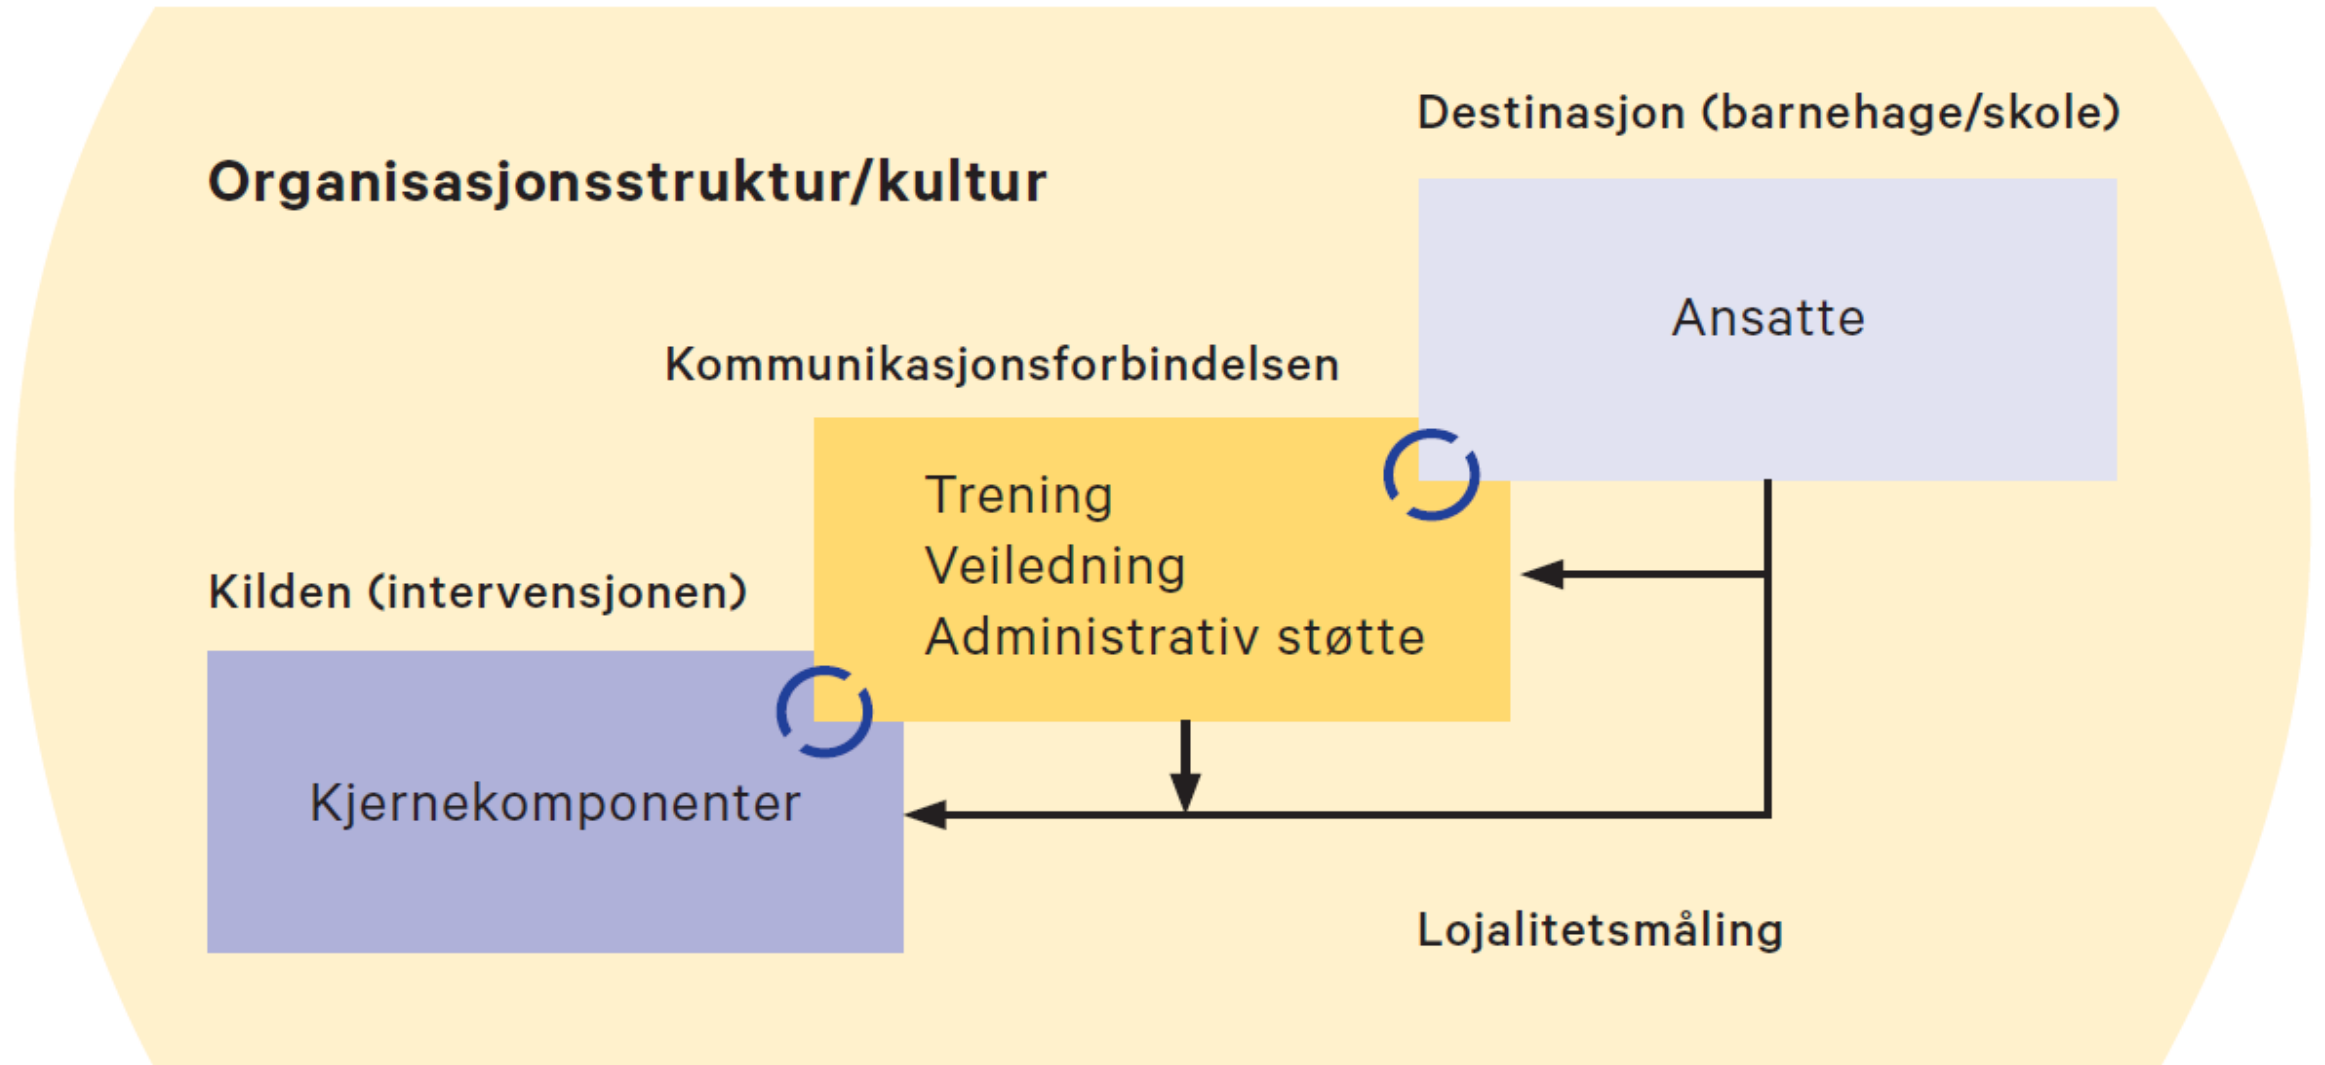 Destinasjon (barnehage/skole)
Organisasjonsstruktur/kultur
Ansatte
Kommunikasjonsforbindelsen
Trening
Veiledning
Administrativ støtte
Kilden (intervensjonen)
Kjernekomponenter
Lojalitetsmåling